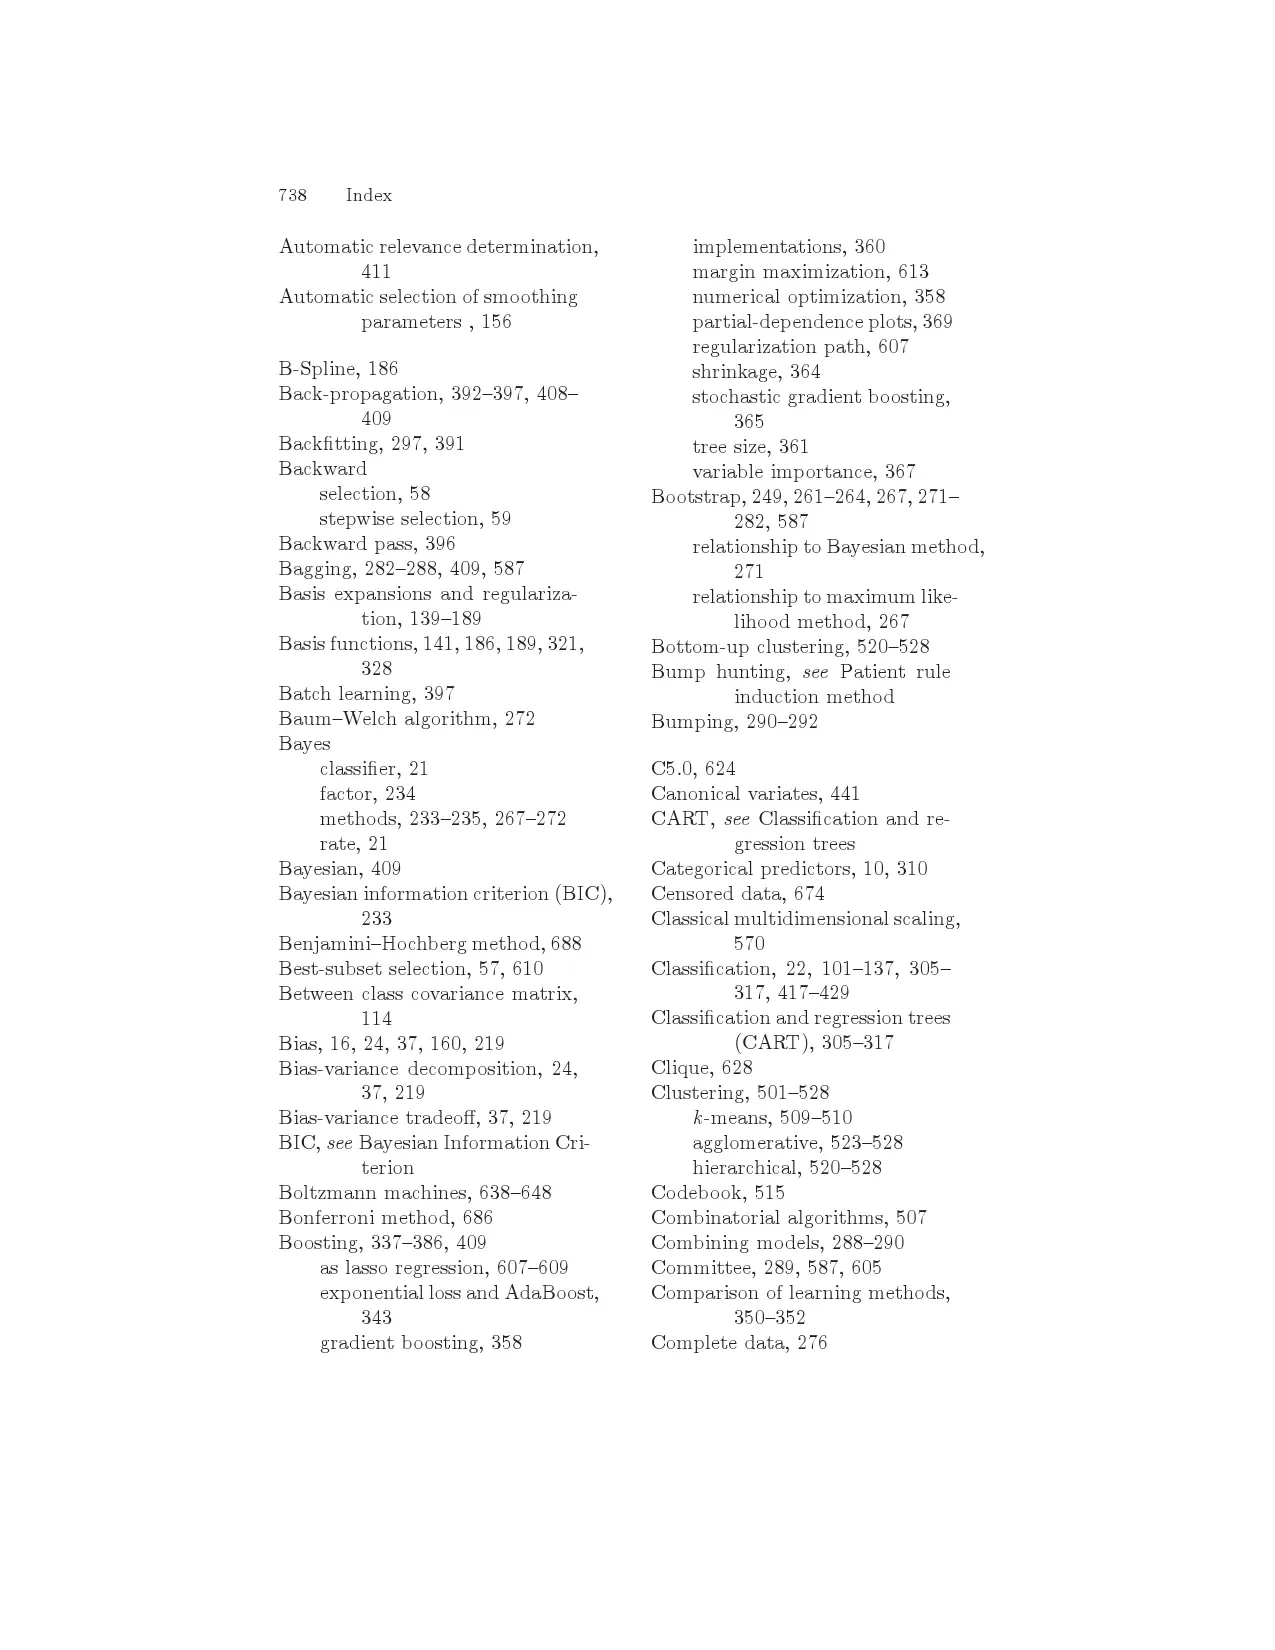 738 Index
Automatic relevance determination,
411
Automatic selection of smoothing
parameters , 156
B-Spline, 186
Back-propagation, 392–397, 408–
409
Backfitting, 297, 391
Backward
selection, 58
stepwise selection, 59
Backward pass, 396
Bagging, 282–288, 409, 587
Basis expansions and regulariza-
tion, 139–189
Basis functions, 141, 186, 189, 321,
328
Batch learning, 397
Baum–Welch algorithm, 272
Bayes
classifier, 21
factor, 234
methods, 233–235, 267–272
rate, 21
Bayesian, 409
Bayesian information criterion (BIC),
233
Benjamini–Hochberg method, 688
Best-subset selection, 57, 610
Between class covariance matrix,
114
Bias, 16, 24, 37, 160, 219
Bias-variance decomposition, 24,
37, 219
Bias-variance tradeoff, 37, 219
BIC, see Bayesian Information Cri-
terion
Boltzmann machines, 638–648
Bonferroni method, 686
Boosting, 337–386, 409
as lasso regression, 607–609
exponential loss and AdaBoost,
343
gradient boosting, 358
implementations, 360
margin maximization, 613
numerical optimization, 358
partial-dependence plots, 369
regularization path, 607
shrinkage, 364
stochastic gradient boosting,
365
tree size, 361
variable importance, 367
Bootstrap, 249, 261–264, 267, 271–
282, 587
relationship to Bayesian method,
271
relationship to maximum like-
lihood method, 267
Bottom-up clustering, 520–528
Bump hunting, see Patient rule
induction method
Bumping, 290–292
C5.0, 624
Canonical variates, 441
CART, see Classification and re-
gression trees
Categorical predictors, 10, 310
Censored data, 674
Classical multidimensional scaling,
570
Classification, 22, 101–137, 305–
317, 417–429
Classification and regression trees
(CART), 305–317
Clique, 628
Clustering, 501–528
k-means, 509–510
agglomerative, 523–528
hierarchical, 520–528
Codebook, 515
Combinatorial algorithms, 507
Combining models, 288–290
Committee, 289, 587, 605
Comparison of learning methods,
350–352
Complete data, 276